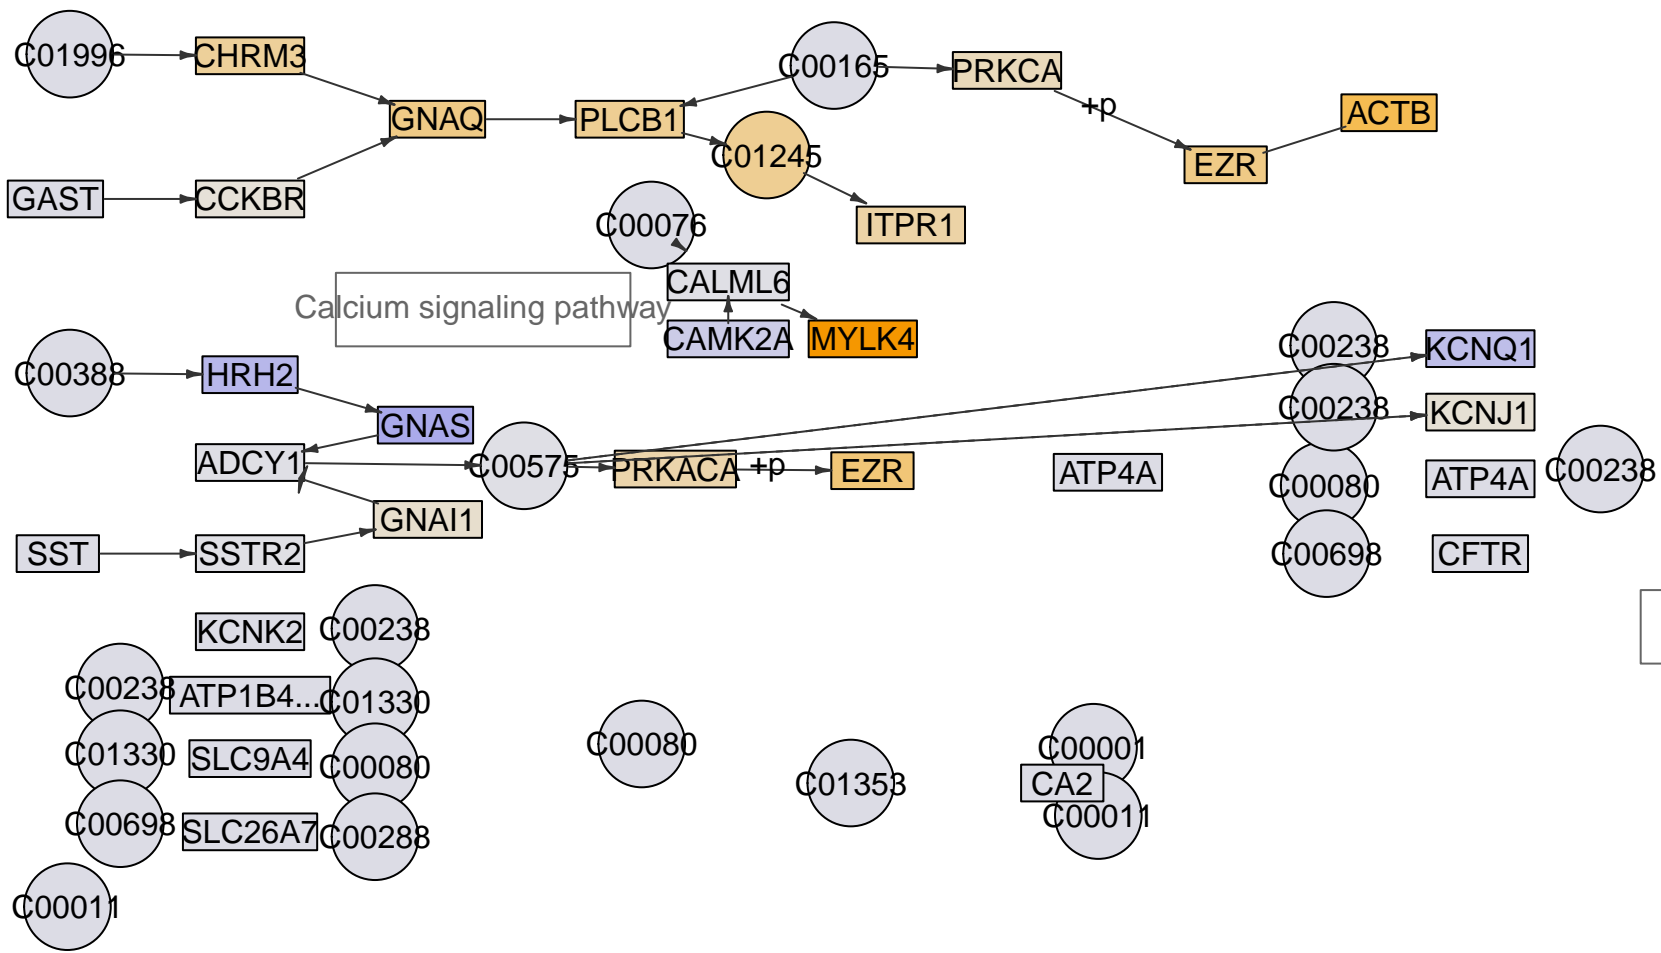 C01996
CHRM3
C00165
PRKCA
+p
ACTB
GNAQ
PLCB1
C01245
EZR
GAST
CCKBR
C00076
ITPR1
CALML6
Calcium signaling pathway
CAMK2A
MYLK4
C00238
KCNQ1
C00388
HRH2
C00238
KCNJ1
GNAS
ADCY1
C00575
PRKACA
+p
EZR
ATP4A
C00080
ATP4A
C00238
GNAI1
SST
SSTR2
C00698
CFTR
KCNK2
C00238
C00238
ATP1B4...
C01330
C01330
SLC9A4
C00080
C00080
C01353
C00001
CA2
C00011
C00698
SLC26A7
C00288
C00011